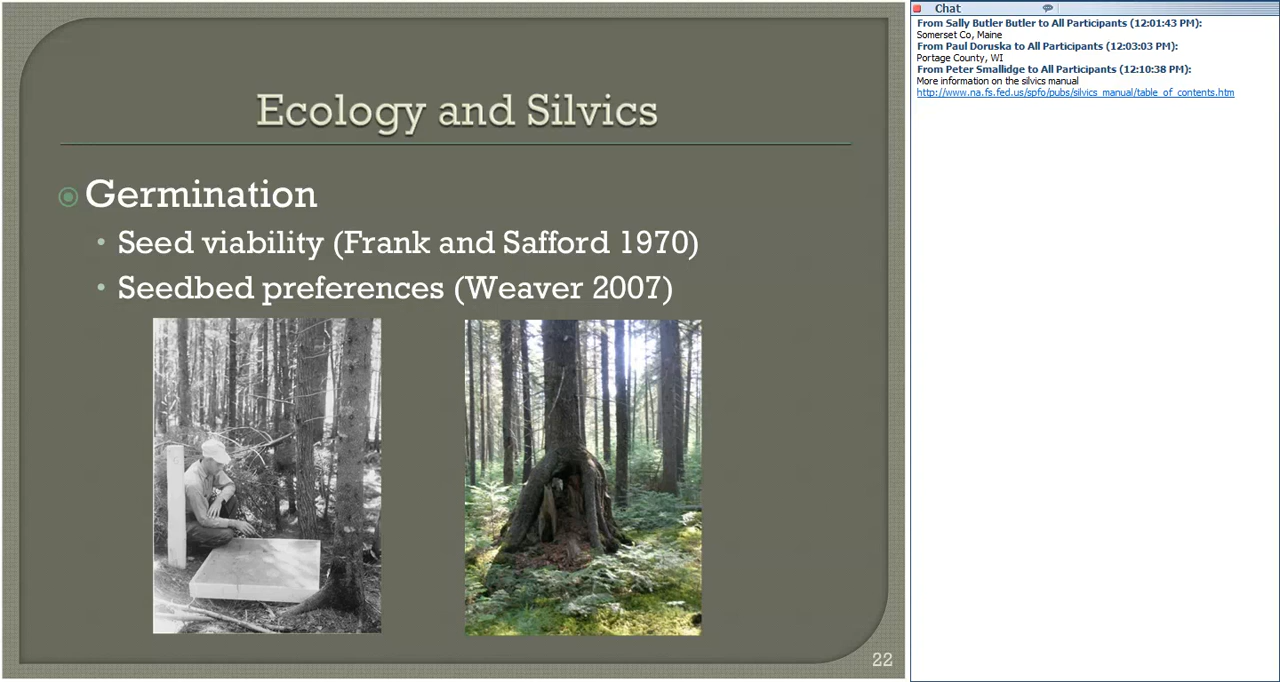 Ecology and Silvics
Germination
• Seed viability (Frank and Safford 1970)
• Seedbed preferences (Weaver 2007)
22
Chat
From Sally Butler Butler to All Participants (12:01:43 PM):
Somerset Co, Maine
From Paul Doruska to All Participants (12:03:03 PM):
Portage County, WI
From Peter Smallidge to All Participants (12:10:38 PM):
More information on the silvics manual
http://www.na.fs.fed.us/spfo/pubs/silvics_manual/table_of_contents.htm